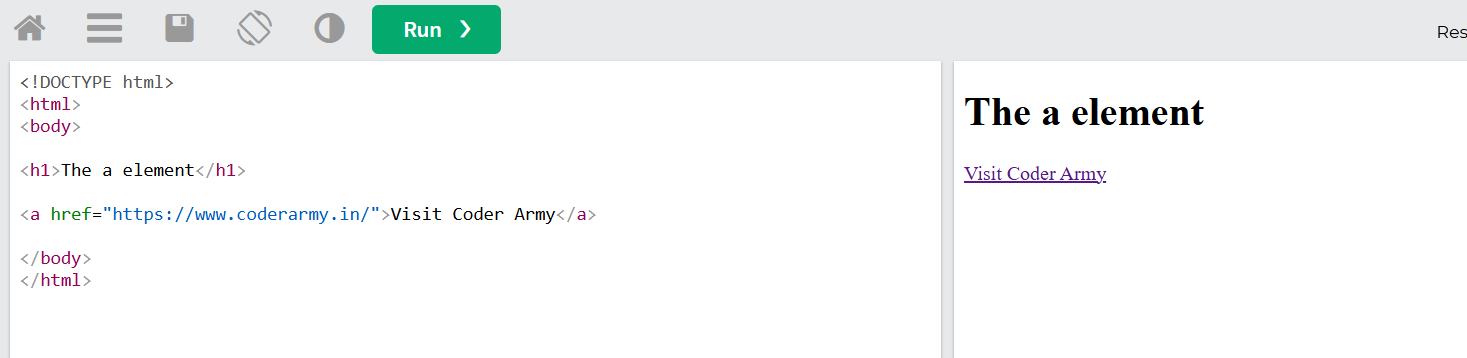 Run ❯
Res
<!DOCTYPE html>
<html>
<body>
<h1>The a element</h1>
<a href="https://www.coderarmy.in/">Visit Coder Army</a>
</body>
</html>
The a element
Visit Coder Army